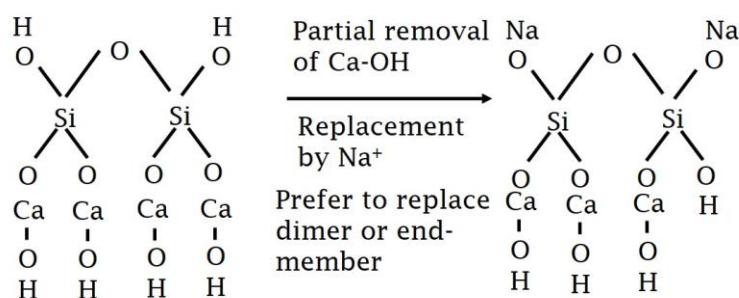 H H
O O O
Si Si
O O O O
Ca Ca Ca Ca
O O O O
H H H H
Partial removal
of Ca-OH
Replacement
by Na⁺
Prefer to replace
dimer or end-
member
Na Na
O O O
Si Si
O O O O
Ca Ca Ca H
O O O
H H H